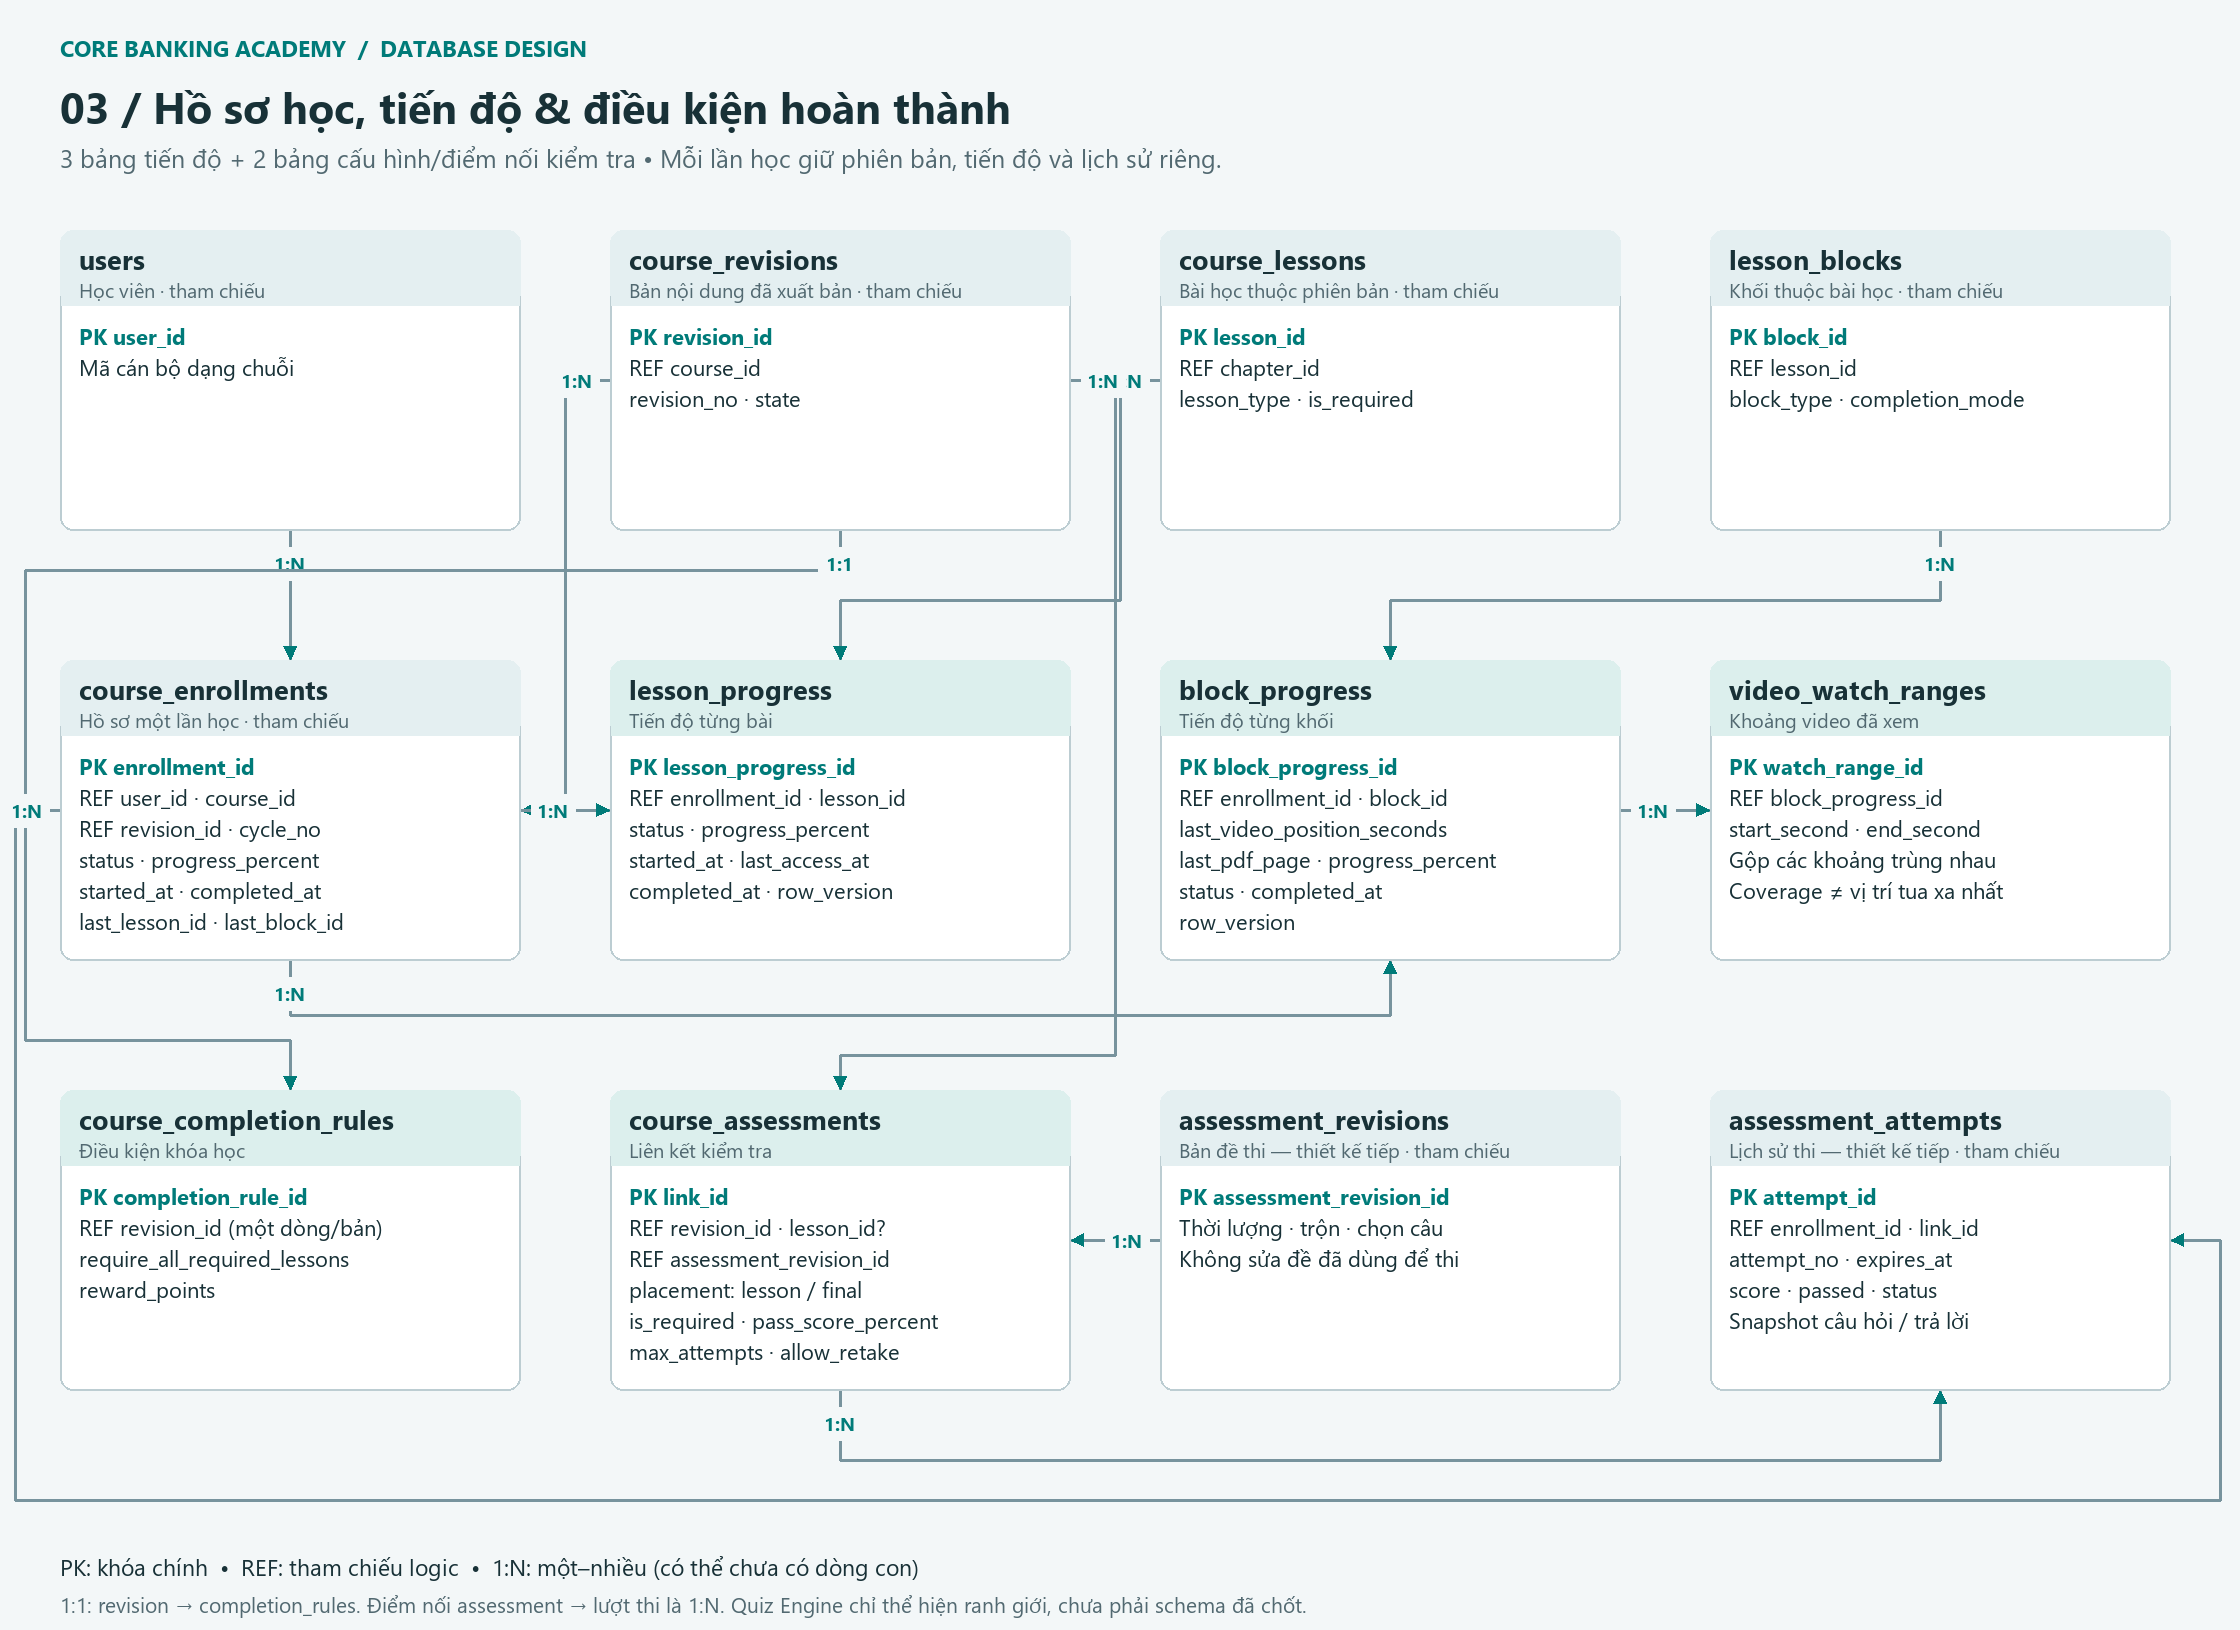 CORE BANKING ACADEMY / DATABASE DESIGN
03 / Hồ sơ học, tiến độ & điều kiện hoàn thành
3 bảng tiến độ + 2 bảng cấu hình/điểm nối kiểm tra • Mỗi lần học giữ phiên bản, tiến độ và lịch sử riêng.
users
Học viên · tham chiếu
PK user_id
Mã cán bộ dạng chuỗi
1:N
course_revisions
Bản nội dung đã xuất bản · tham chiếu
PK revision_id
REF course_id
revision_no · state
1:N N
course_lessons
Bài học thuộc phiên bản · tham chiếu
PK lesson_id
REF chapter_id
lesson_type · is_required
lesson_blocks
Khối thuộc bài học · tham chiếu
PK block_id
REF lesson_id
block_type · completion_mode
1:N
1:1
1:N
course_enrollments
Hồ sơ một lần học · tham chiếu
PK enrollment_id
REF user_id · course_id
REF revision_id · cycle_no
status · progress_percent
started_at · completed_at
last_lesson_id · last_block_id
1:N
1:N
lesson_progress
Tiến độ từng bài
PK lesson_progress_id
REF enrollment_id · lesson_id
status · progress_percent
started_at · last_access_at
completed_at · row_version
block_progress
Tiến độ từng khối
PK block_progress_id
REF enrollment_id · block_id
last_video_position_seconds
last_pdf_page · progress_percent
status · completed_at
row_version
1:N
video_watch_ranges
Khoảng video đã xem
PK watch_range_id
REF block_progress_id
start_second · end_second
Gộp các khoảng trùng nhau
Coverage ≠ vị trí tua xa nhất
1:N
course_completion_rules
Điều kiện khóa học
PK completion_rule_id
REF revision_id (một dòng/bản)
require_all_required_lessons
reward_points
course_assessments
Liên kết kiểm tra
PK link_id
REF revision_id · lesson_id?
REF assessment_revision_id
placement: lesson / final
is_required · pass_score_percent
max_attempts · allow_retake
1:N
assessment_revisions
Bản đề thi — thiết kế tiếp · tham chiếu
PK assessment_revision_id
Thời lượng · trộn · chọn câu
Không sửa đề đã dùng để thi
assessment_attempts
Lịch sử thi — thiết kế tiếp · tham chiếu
PK attempt_id
REF enrollment_id · link_id
attempt_no · expires_at
score · passed · status
Snapshot câu hỏi / trả lời
1:N
PK: khóa chính • REF: tham chiếu logic • 1:N: một–nhiều (có thể chưa có dòng con)
1:1: revision → completion_rules. Điểm nối assessment → lượt thi là 1:N. Quiz Engine chỉ thể hiện ranh giới, chưa phải schema đã chốt.